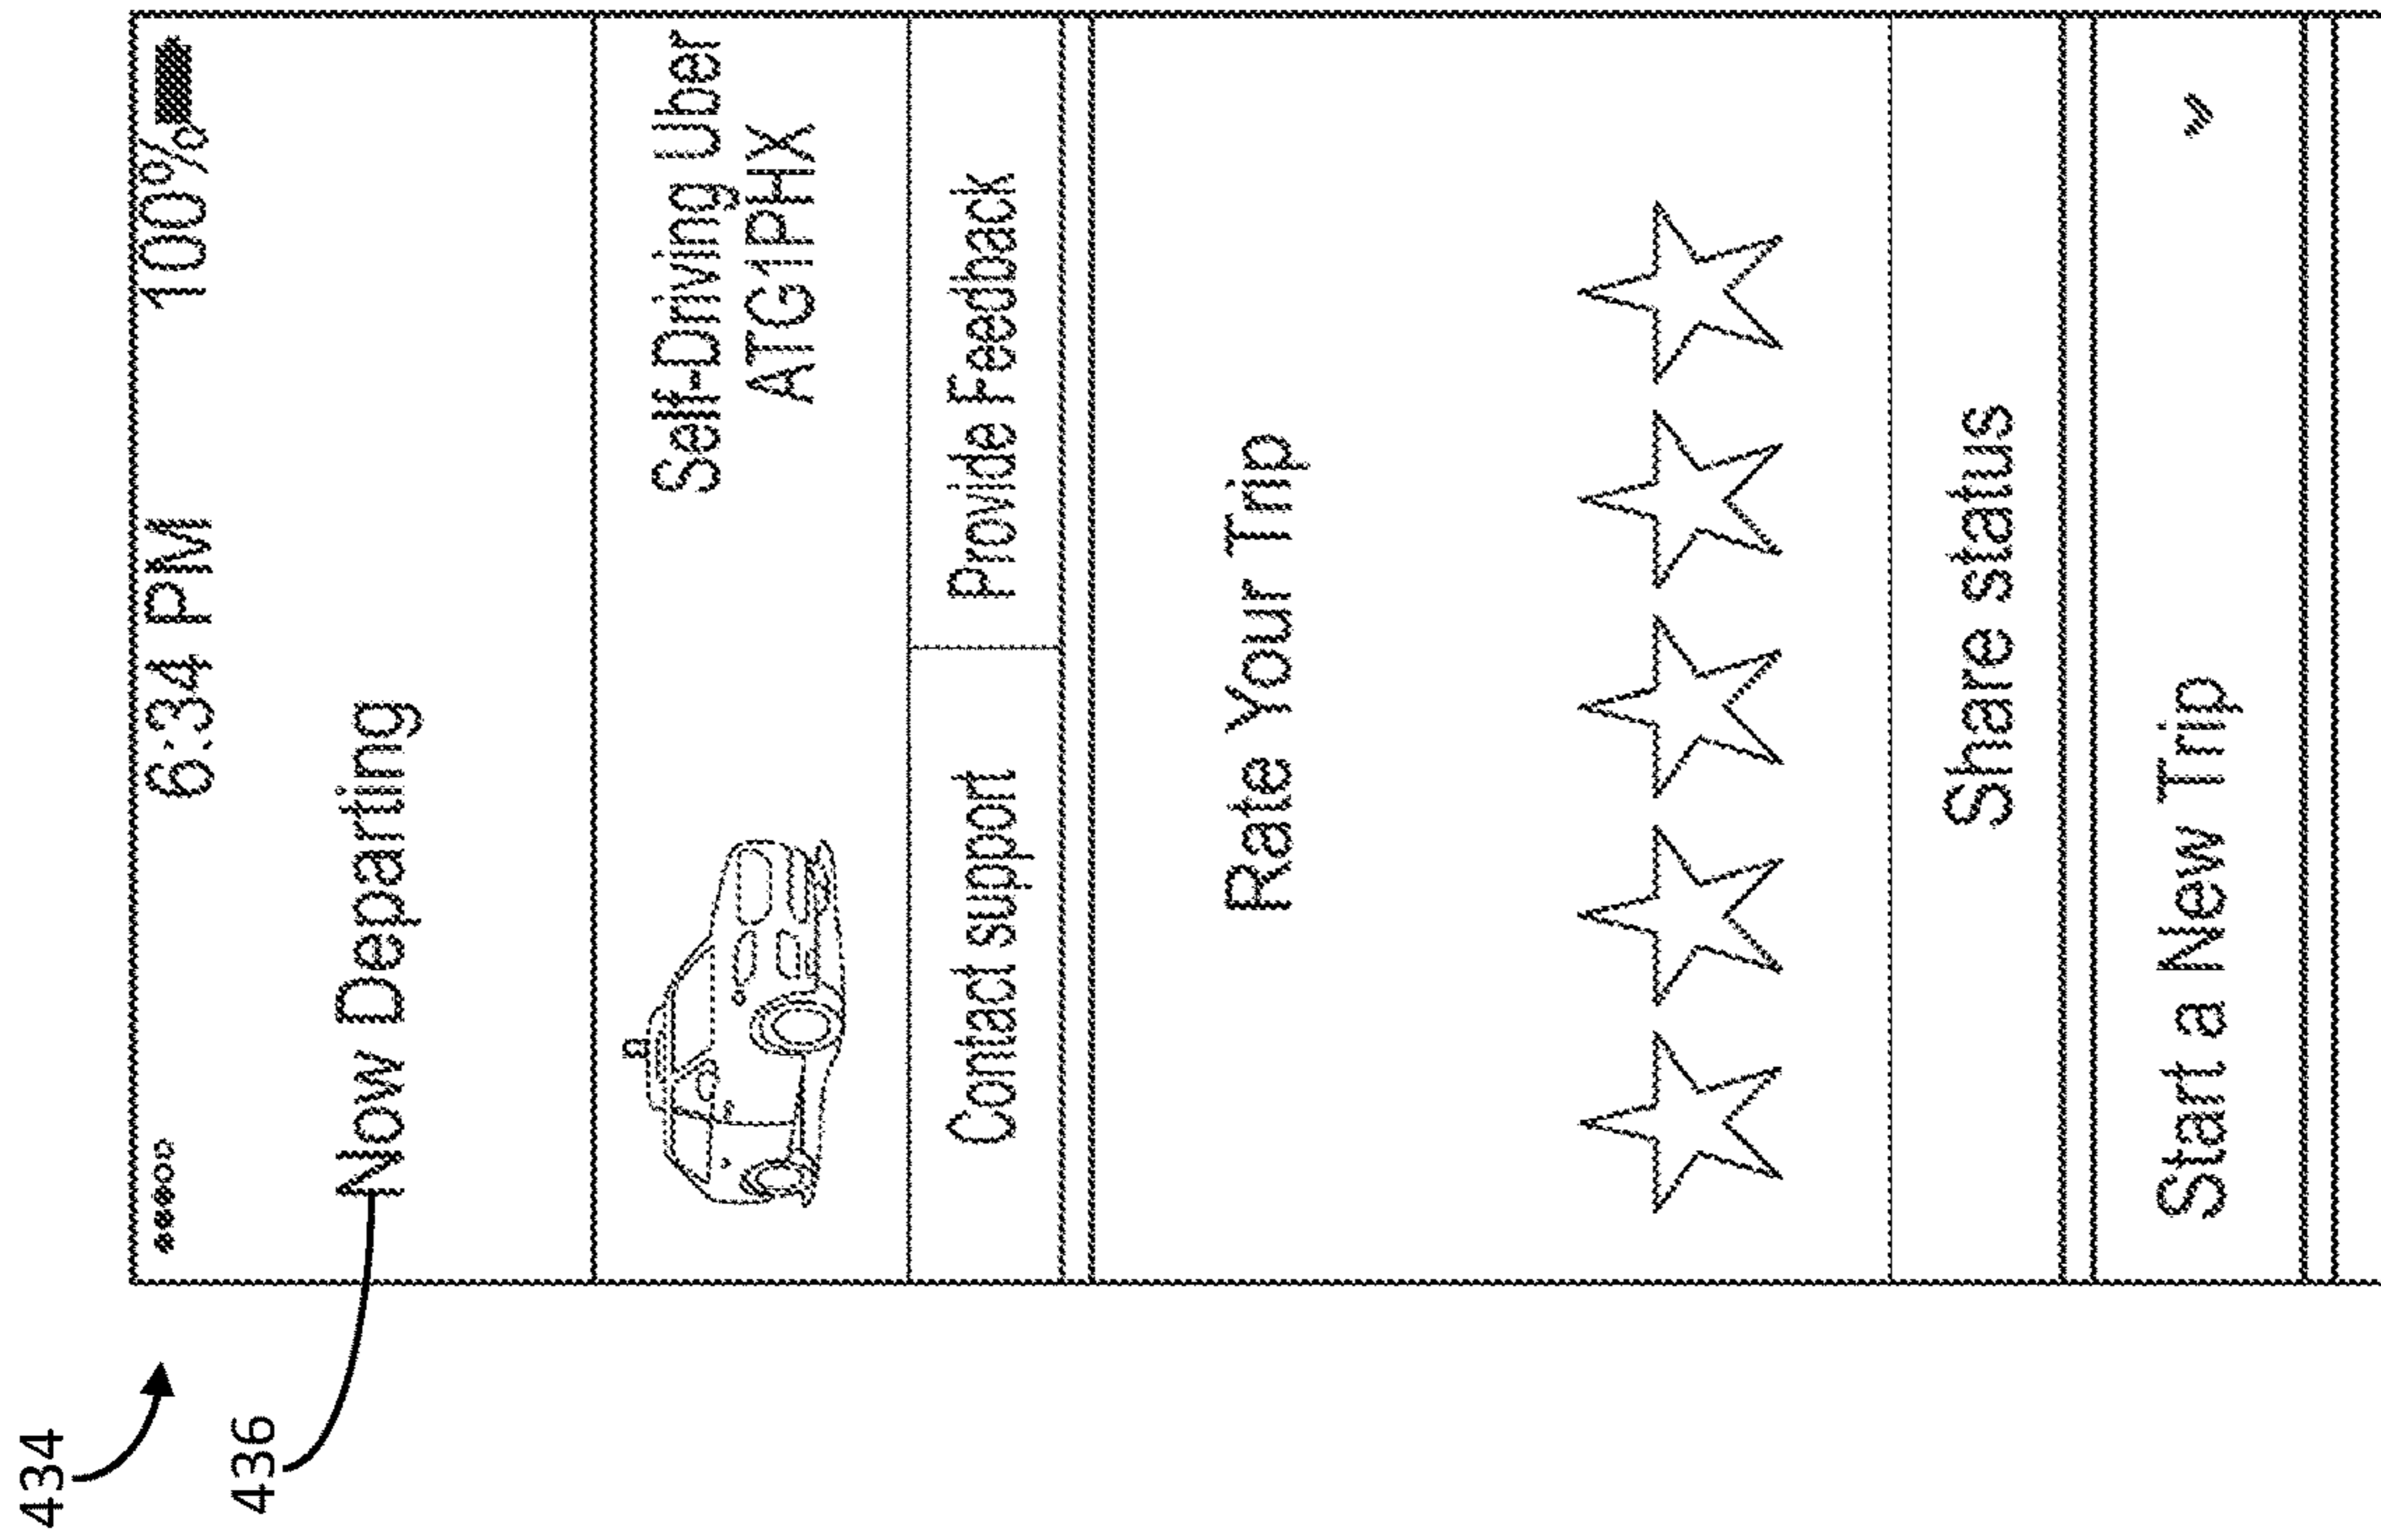 434
436
6:34 PM 100%
Now Departing
Self-Driving Uber
ATG1PHX
Contact support Provide Feedback
Rate Your Trip
Share status
Start a New Trip